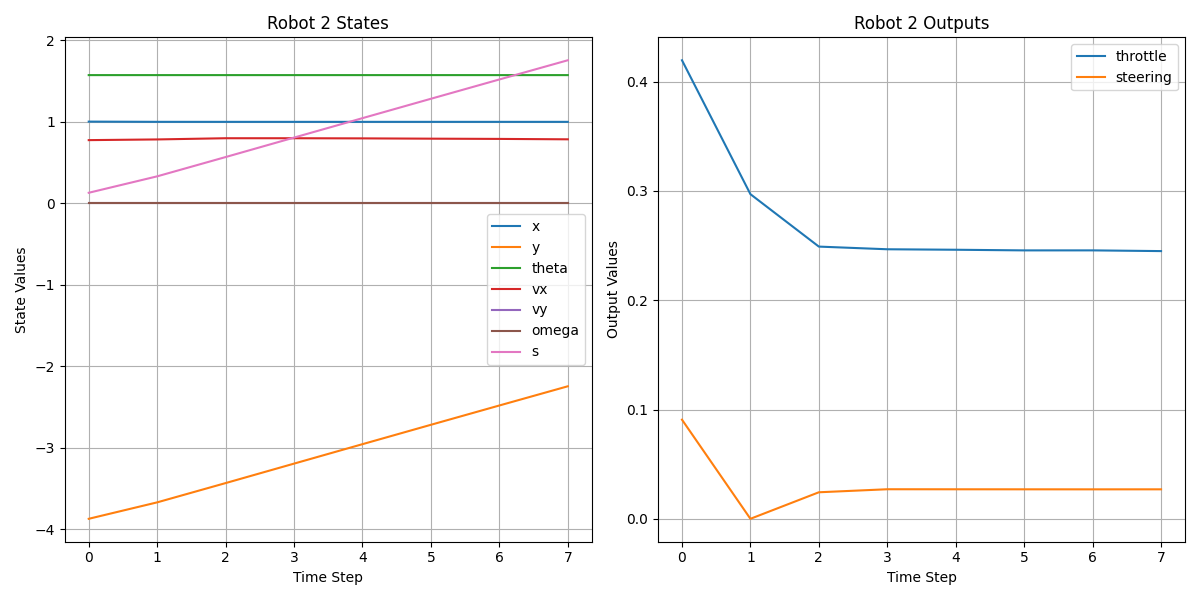 Robot 2 States
2
1
0
−1
−2
−3
−4
State Values
x
y
theta
vx
vy
omega
s
0 1 2 3 4 5 6 7
Time Step
Robot 2 Outputs
0.4
0.3
0.2
0.1
0.0
Output Values
throttle
steering
0 1 2 3 4 5 6 7
Time Step